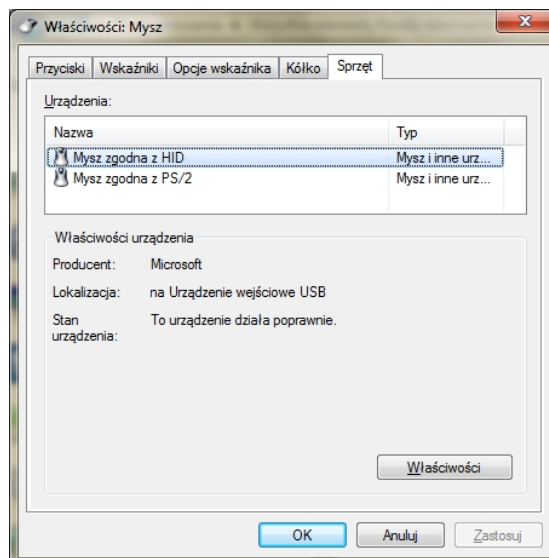 Właściwości: Mysz
Przyciski Wskaźniki Opcje wskaźnika Kółko Sprzęt
Urządzenia:
Nazwa Typ
Mysz zgodna z HID Mysz i inne urz...
Mysz zgodna z PS/2 Mysz i inne urz...
Właściwości urządzenia
Producent: Microsoft
Lokalizacja: na Urządzenie wejściowe USB
Stan To urządzenie działa poprawnie.
urządzenia:
Właściwości
OK Anuluj Zastosuj